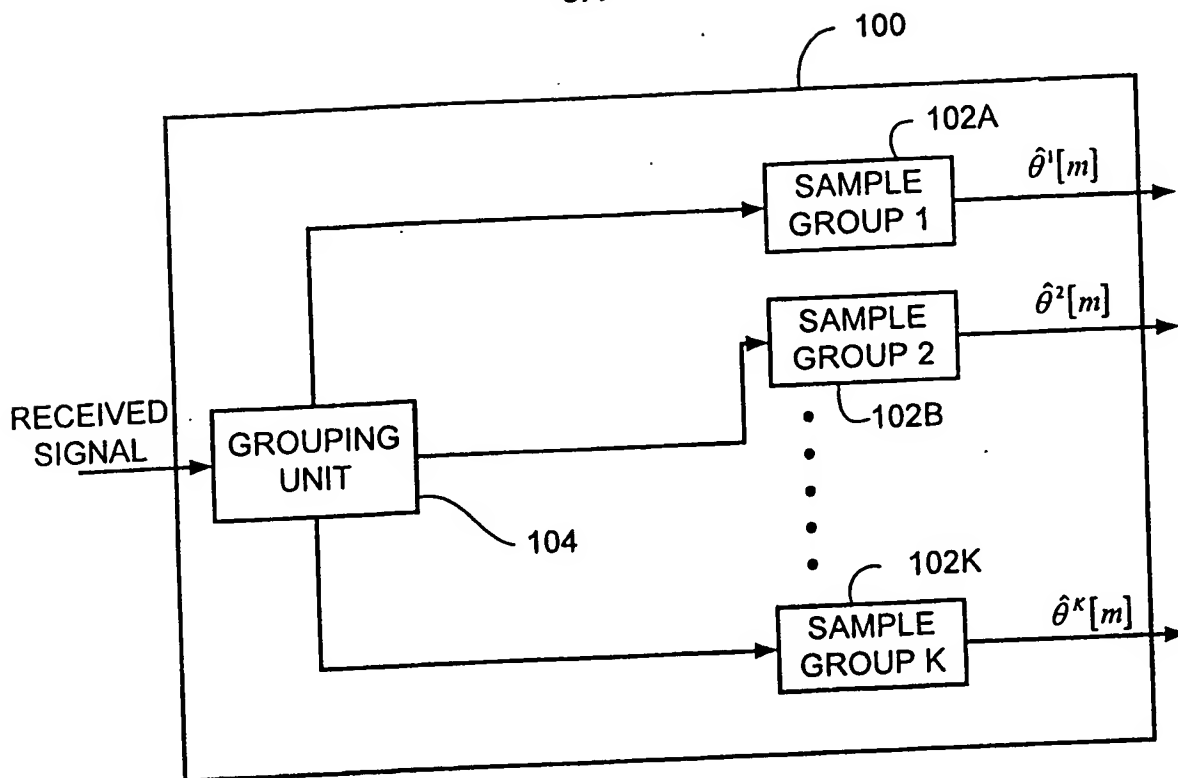 100
102A
SAMPLE
GROUP 1
θ̂¹[m]
SAMPLE
GROUP 2
θ̂²[m]
102B
RECEIVED
SIGNAL
GROUPING
UNIT
104
102K
SAMPLE
GROUP K
θ̂ᴷ[m]